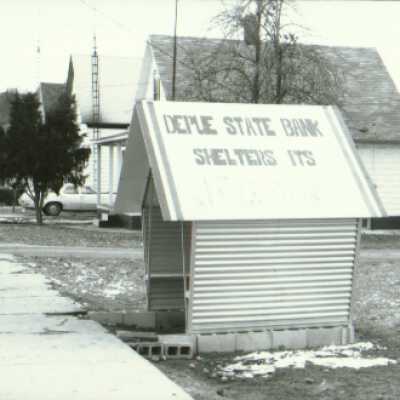 DEPUE STATE BANK
SHELTERS ITS